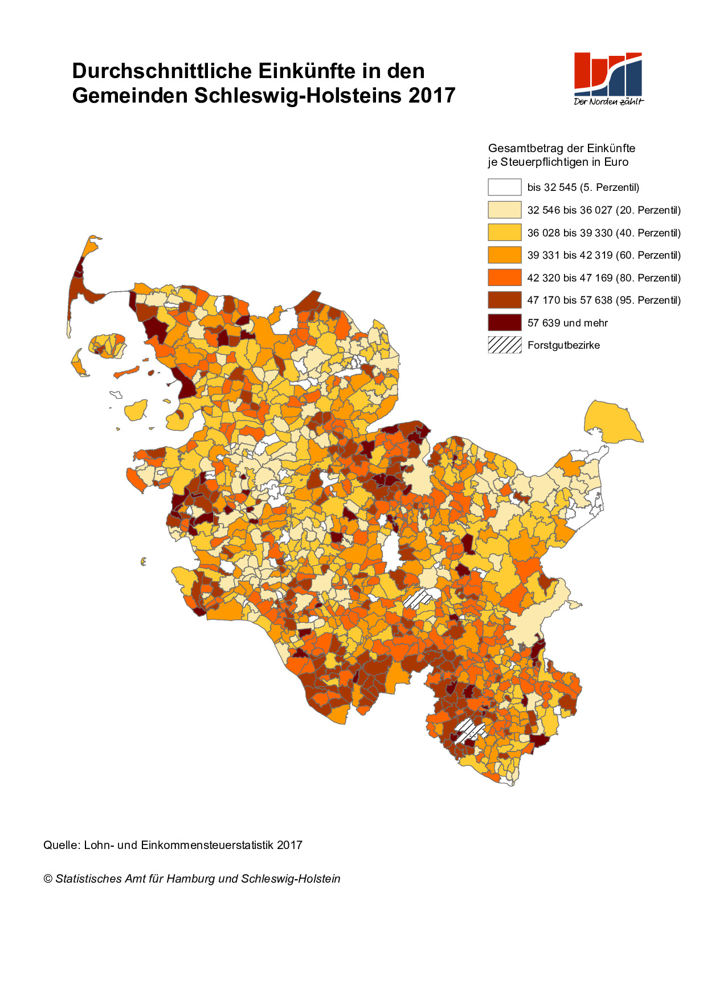 Durchschnittliche Einkünfte in den
Gemeinden Schleswig-Holsteins 2017
Der Norden zählt
Gesamtbetrag der Einkünfte
je Steuerpflichtigen in Euro
bis 32 545 (5. Perzentil)
32 546 bis 36 027 (20. Perzentil)
36 028 bis 39 330 (40. Perzentil)
39 331 bis 42 319 (60. Perzentil)
42 320 bis 47 169 (80. Perzentil)
47 170 bis 57 638 (95. Perzentil)
57 639 und mehr
Forstgutbezirke
Quelle: Lohn- und Einkommensteuerstatistik 2017
© Statistisches Amt für Hamburg und Schleswig-Holstein